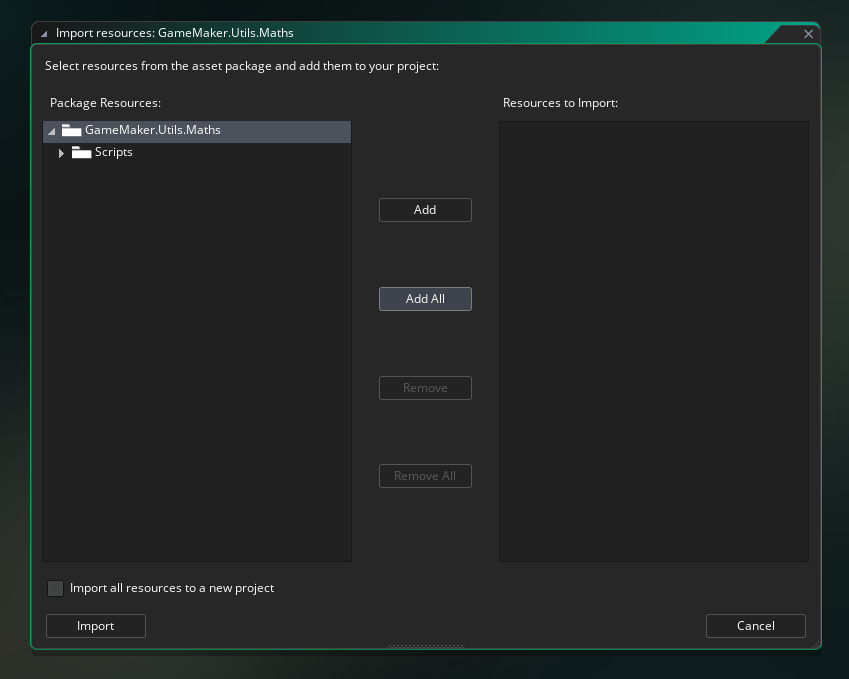 Import resources: GameMaker.Utils.Maths
Select resources from the asset package and add them to your project:
Package Resources:
Resources to Import:
GameMaker.Utils.Maths
Scripts
Add
Add All
Remove
Remove All
Import all resources to a new project
Import
Cancel